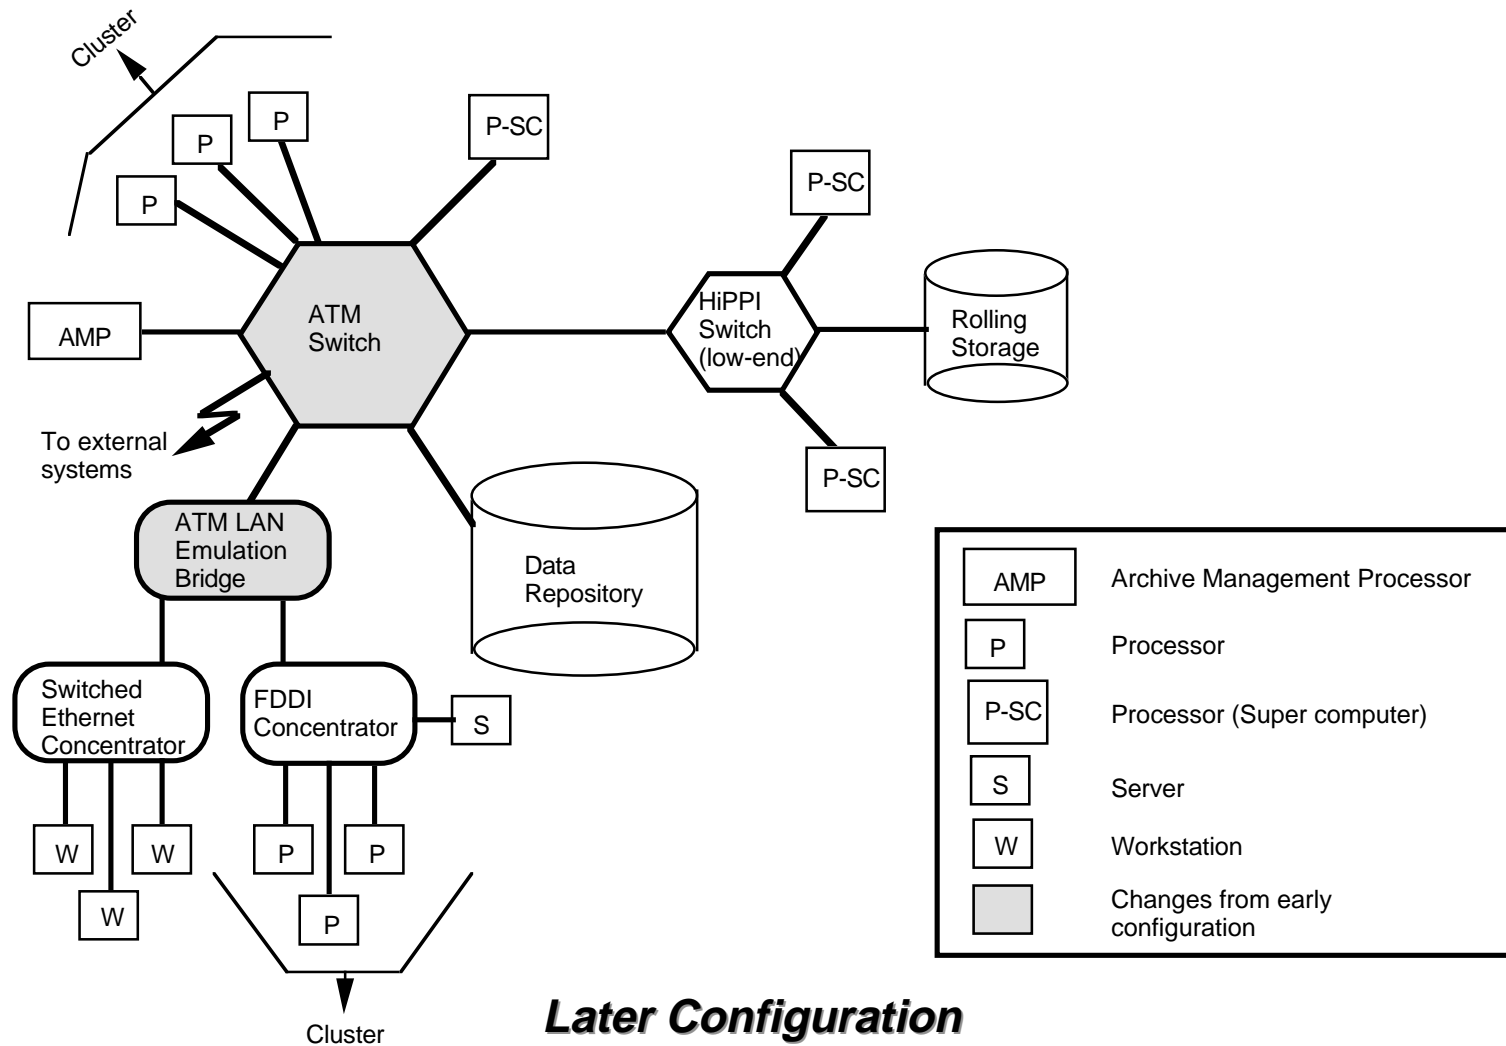 Cluster
P
P
P
P-SC
P-SC
AMP
ATM
Switch
HiPPI
Switch
(low-end)
Rolling
Storage
To external
systems
P-SC
ATM LAN
Emulation
Bridge
Data
Repository
Switched
Ethernet
Concentrator
FDDI
Concentrator
S
W
W
W
P
P
P
Cluster
AMP Archive Management Processor
P Processor
P-SC Processor (Super computer)
S Server
W Workstation
Changes from early
configuration
Later Configuration